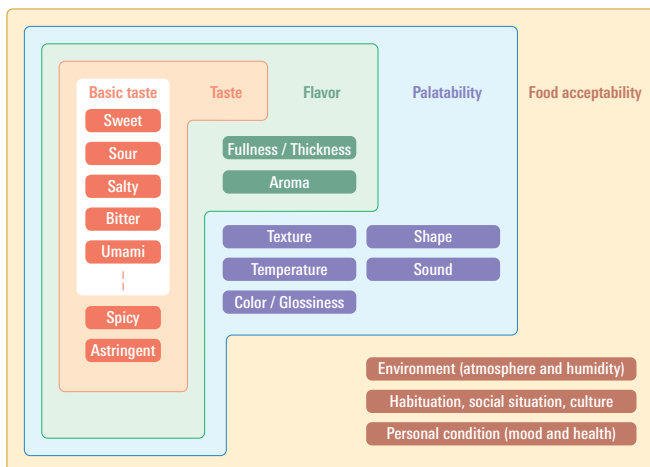 Basic taste
Taste
Flavor
Palatability
Food acceptability
Sweet
Sour
Salty
Bitter
Umami
Spicy
Astringent
Fullness / Thickness
Aroma
Texture
Shape
Temperature
Sound
Color / Glossiness
Environment (atmosphere and humidity)
Habituation, social situation, culture
Personal condition (mood and health)